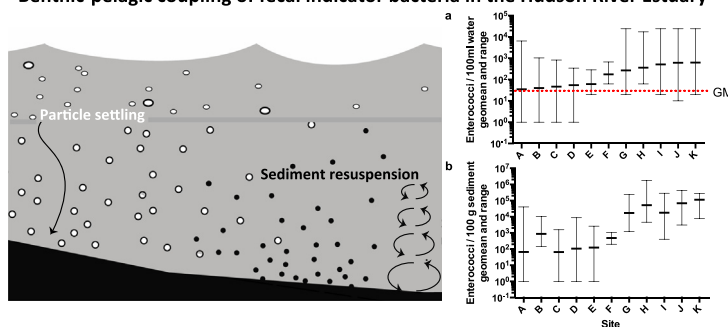 Benthic-pelagic coupling of fecal indicator bacteria in the Hudson River Estuary
Particle settling
Sediment resuspension
a
Enterococci / 100ml water
geomean and range
10⁵
10⁴
10³
10²
10¹
10⁰
10⁻¹
GM
A B C D E F G H I J K
b
Enterococci / 100 g sediment
geomean and range
10⁷
10⁶
10⁵
10⁴
10³
10²
10¹
10⁰
10⁻¹
A B C D E F G H I J K
Site